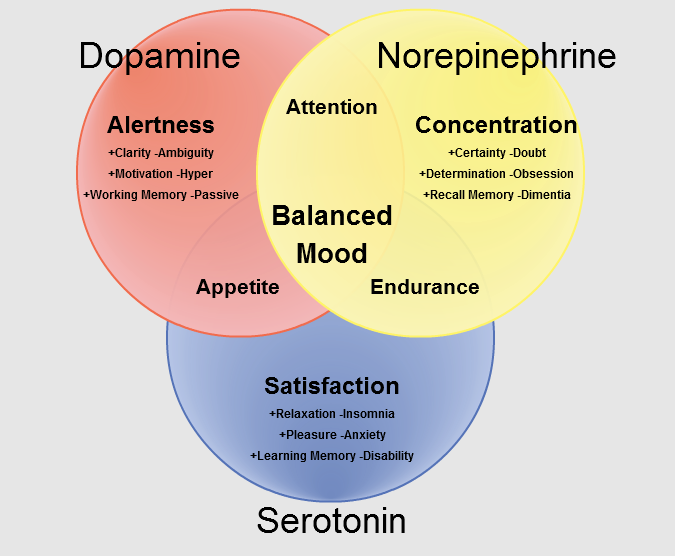 Dopamine
Norepinephrine
Attention
Alertness
+Clarity -Ambiguity
+Motivation -Hyper
+Working Memory -Passive
Concentration
+Certainty -Doubt
+Determination -Obsession
+Recall Memory -Dimentia
Balanced
Mood
Appetite
Endurance
Satisfaction
+Relaxation -Insomnia
+Pleasure -Anxiety
+Learning Memory -Disability
Serotonin